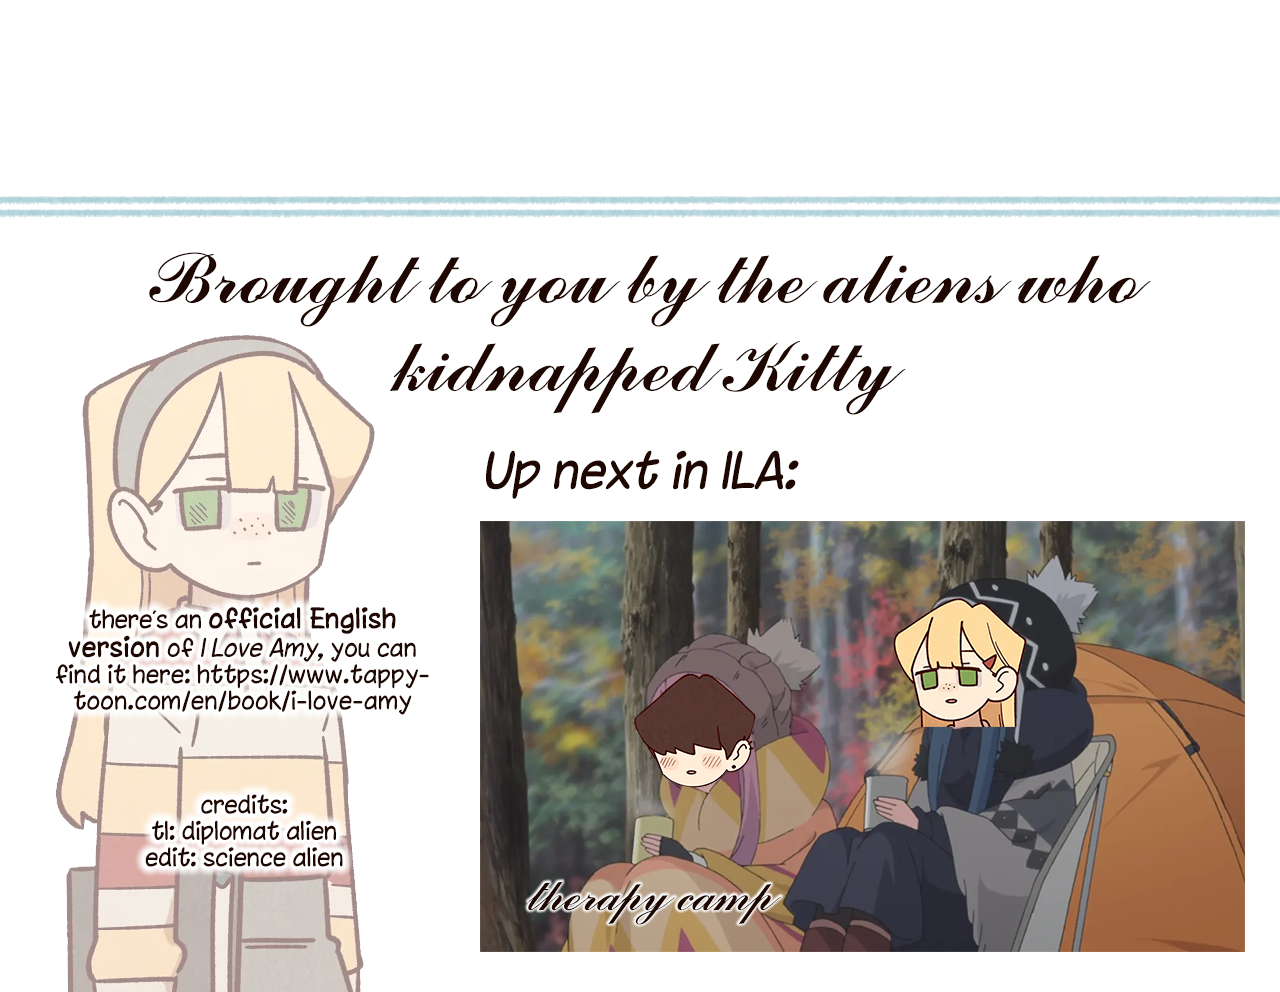 Brought to you by the aliens who
kidnapped Kitty
Up next in ILA:
there's an official English
version of I Love Amy, you can
find it here: https://www.tappy-
toon.com/en/book/i-love-amy
credits:
tl: diplomat alien
edit: science alien
therapy camp